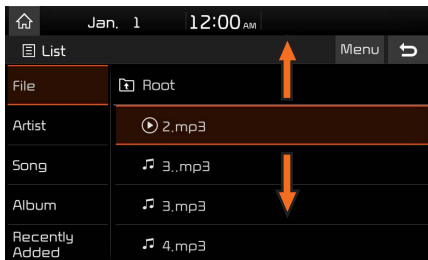 Jan. 1 12:00 AM
List Menu
File
Root
Artist
2.mp3
Song
3..mp3
Album
3.mp3
Recently
Added
4.mp3